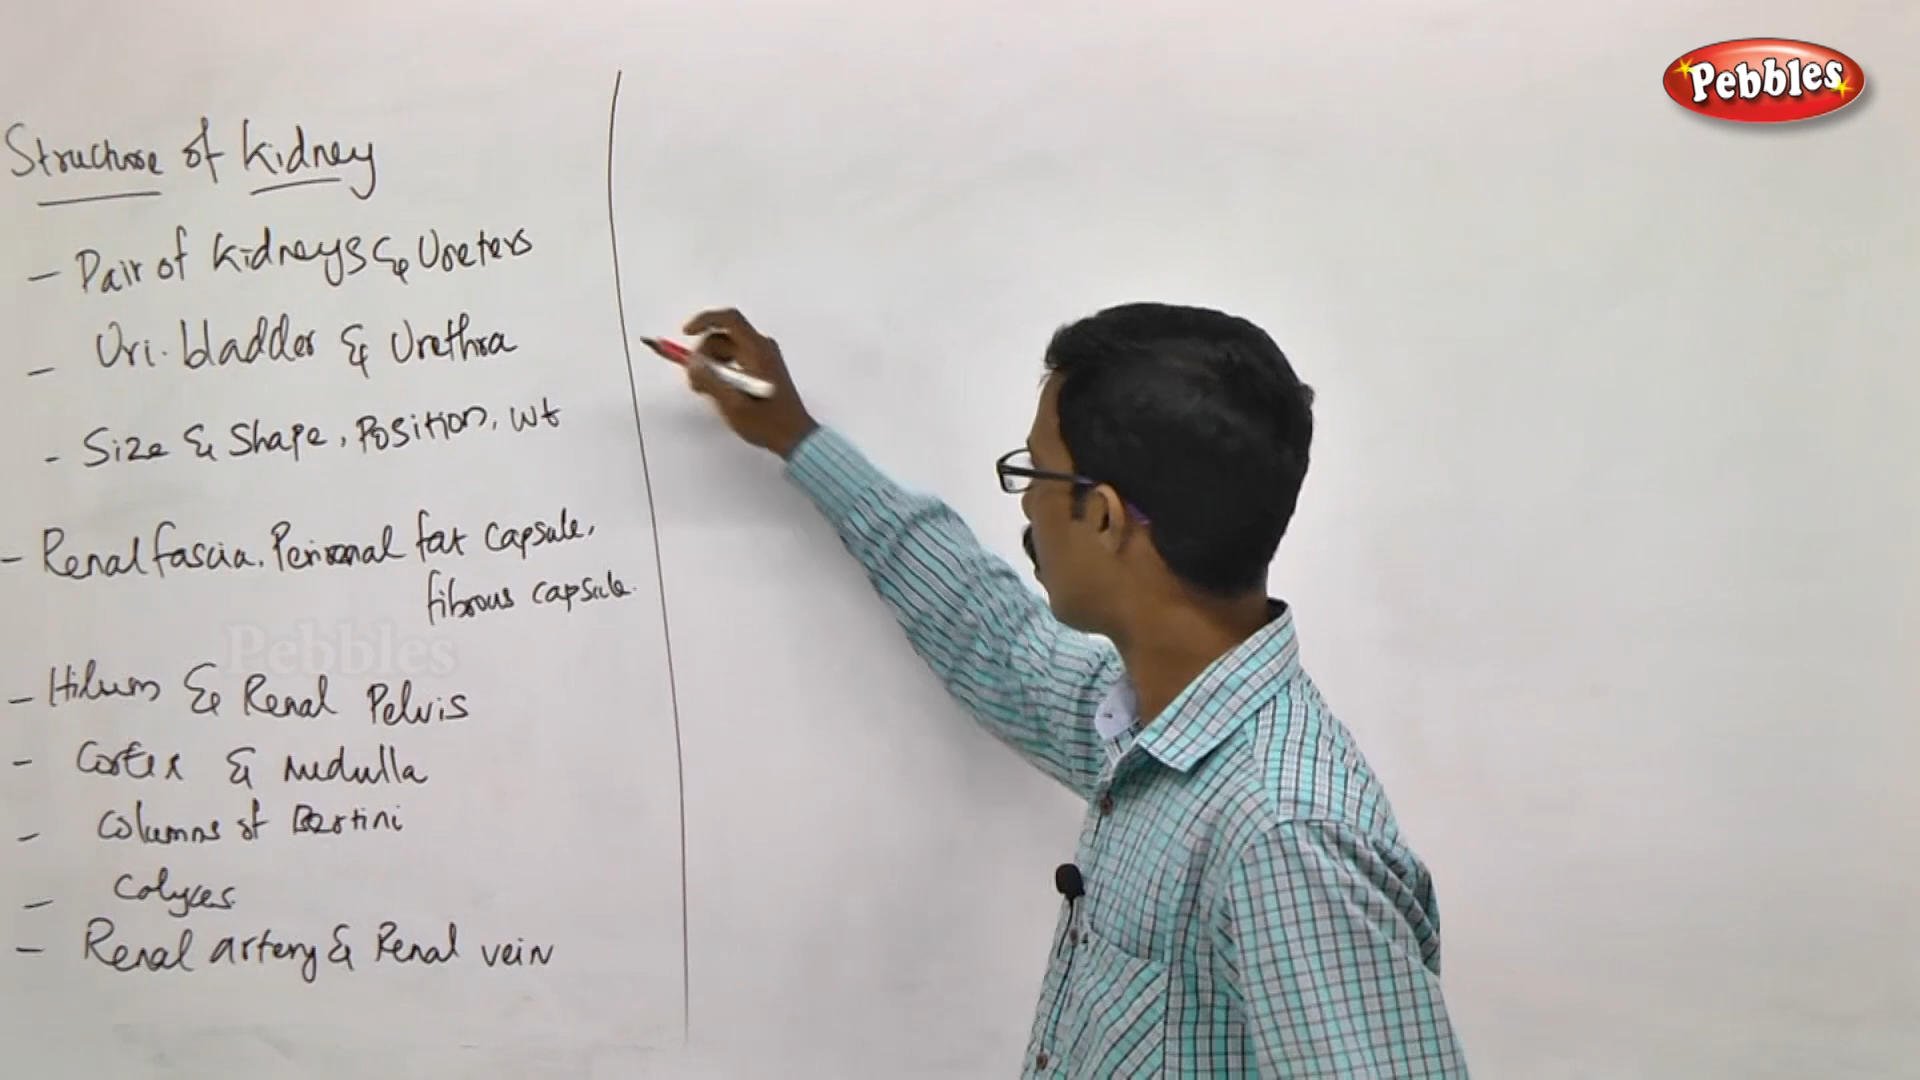 Pebbles
Structure of kidney
- Pair of kidneys & Ureters
- Uri. bladder & Urethra
- Size & Shape, Position, wt
- Renal fascia. Perirenal fat capsule,
fibrous capsule.
Pebbles
- Hilum & Renal Pelvis
- Cortex & Medulla
- Columns of Bertini
- Calyces
- Renal artery & Renal vein